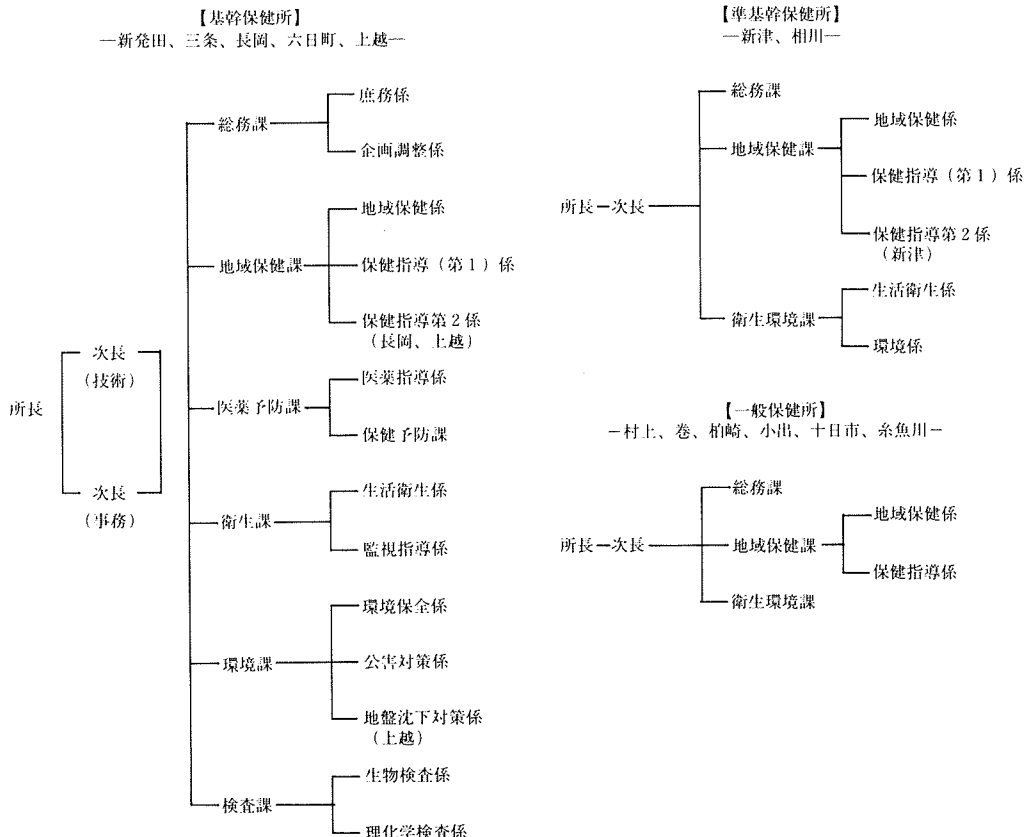 【基幹保健所】
―新発田、三条、長岡、六日町、上越―
所長
次長
(技術)
次長
(事務)
総務課
庶務係
企画調整係
地域保健課
地域保健係
保健指導(第1)係
保健指導第2係
(長岡、上越)
医薬予防課
医薬指導係
保健予防課
衛生課
生活衛生係
監視指導係
環境課
環境保全係
公害対策係
地盤沈下対策係
(上越)
検査課
生物検査係
理化学検査係
【準基幹保健所】
―新津、相川―
所長―次長
総務課
地域保健課
地域保健係
保健指導(第1)係
保健指導第2係
(新津)
衛生環境課
生活衛生係
環境係
【一般保健所】
―村上、巻、柏崎、小出、十日市、糸魚川―
所長―次長
総務課
地域保健課
地域保健係
保健指導係
衛生環境課